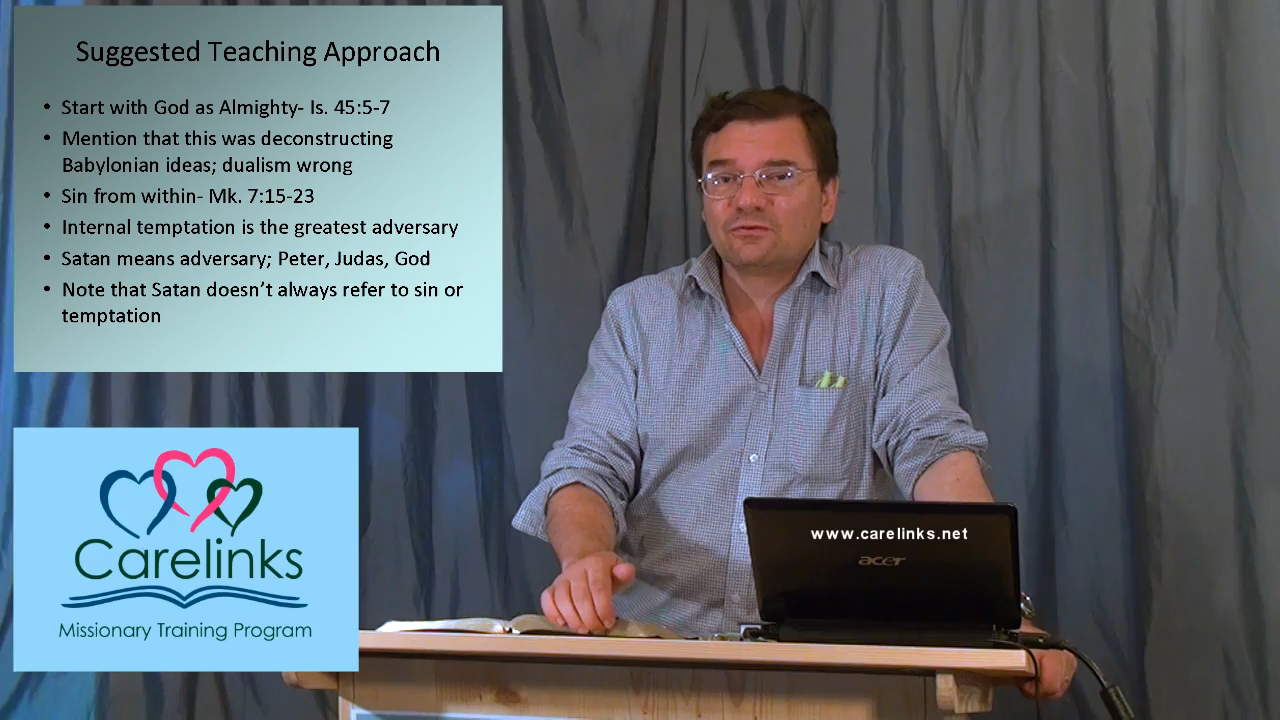 Suggested Teaching Approach
• Start with God as Almighty- Is. 45:5-7
• Mention that this was deconstructing
Babylonian ideas; dualism wrong
• Sin from within- Mk. 7:15-23
• Internal temptation is the greatest adversary
• Satan means adversary; Peter, Judas, God
• Note that Satan doesn't always refer to sin or
temptation
Carelinks
Missionary Training Program
www.carelinks.net
acer